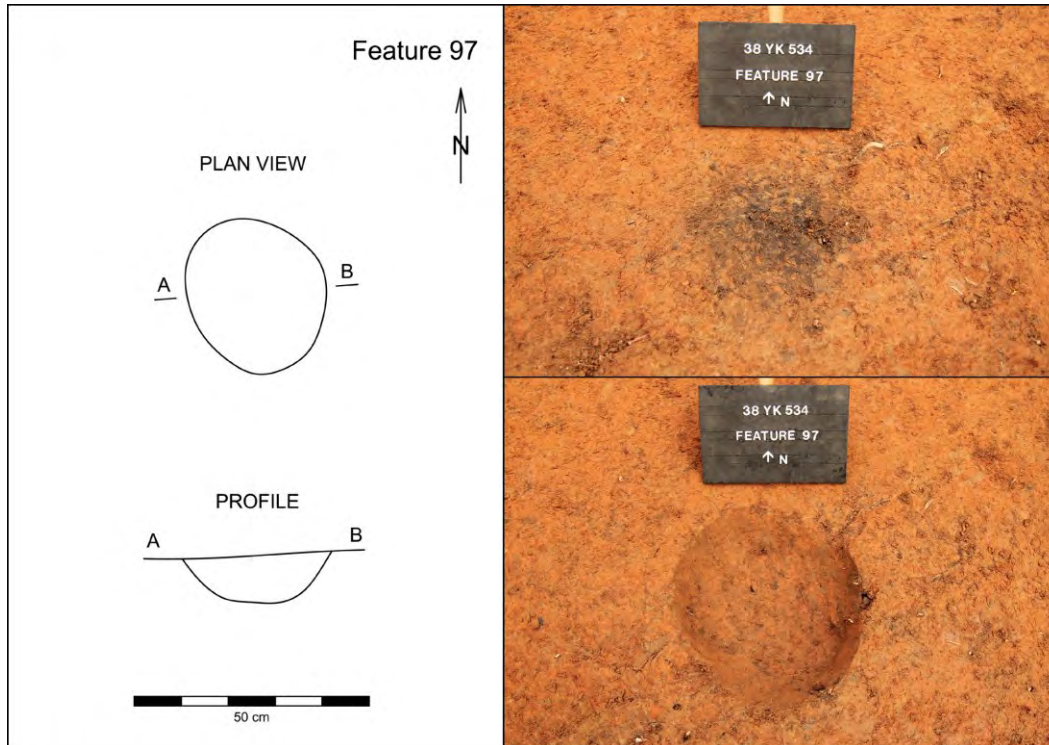 Feature 97
N
PLAN VIEW
A
B
PROFILE
A
B
50 cm
38 YK 534
FEATURE 97
↑ N
38 YK 534
FEATURE 97
↑ N